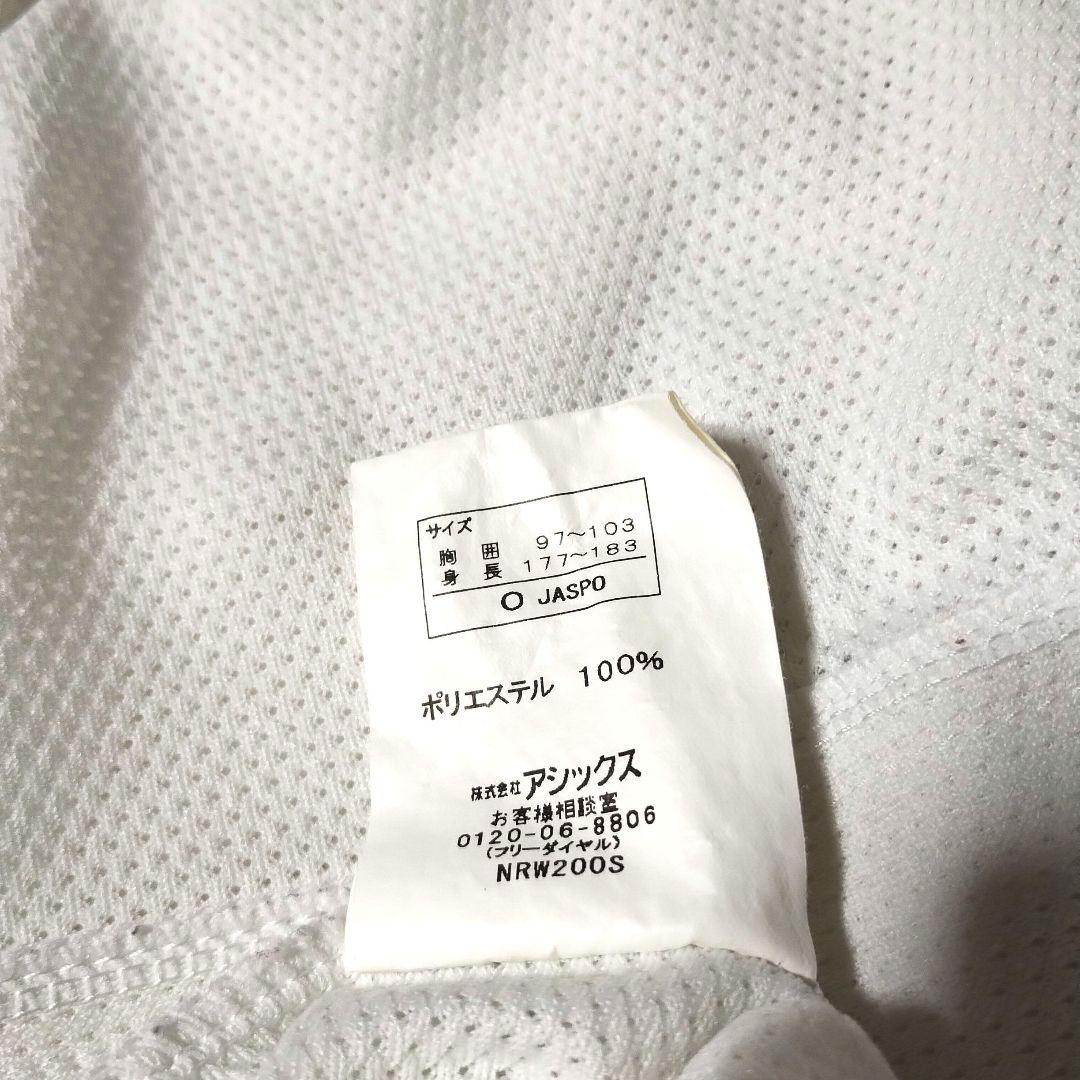 サイズ
胸囲 97〜103
身長 177〜183
O JASPO
ポリエステル 100%
株式会社アシックス
お客様相談室
0120-06-8806
(フリーダイヤル)
NRW200S